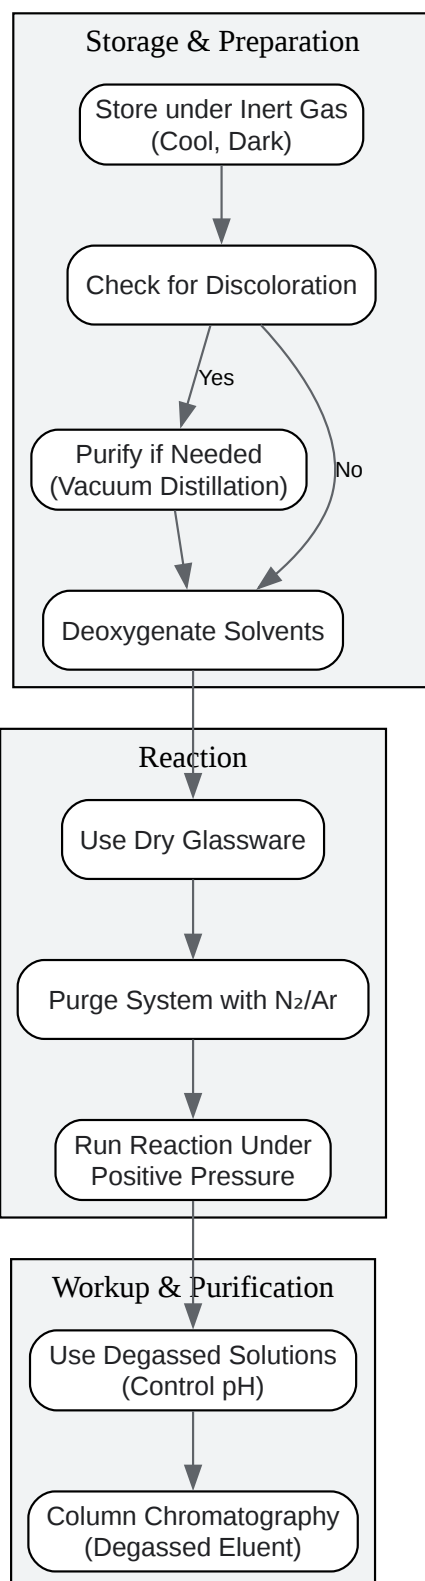 Storage & Preparation
Store under Inert Gas
(Cool, Dark)
Check for Discoloration
Yes
Purify if Needed
(Vacuum Distillation)
No
Deoxygenate Solvents
Reaction
Use Dry Glassware
Purge System with N₂/Ar
Run Reaction Under
Positive Pressure
Workup & Purification
Use Degassed Solutions
(Control pH)
Column Chromatography
(Degassed Eluent)